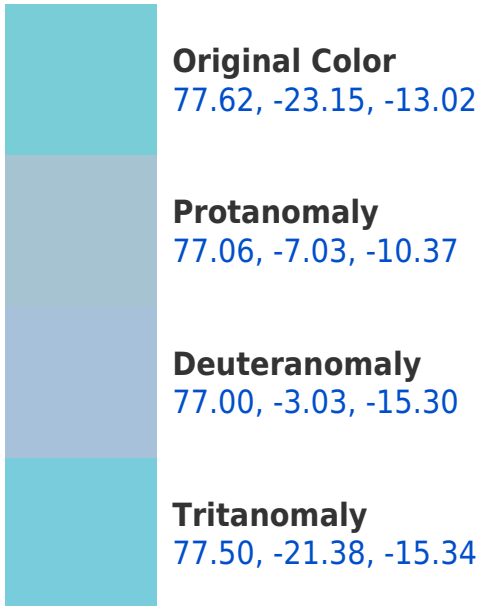 Original Color
77.62, -23.15, -13.02
Protanomaly
77.06, -7.03, -10.37
Deuteranomaly
77.00, -3.03, -15.30
Tritanomaly
77.50, -21.38, -15.34